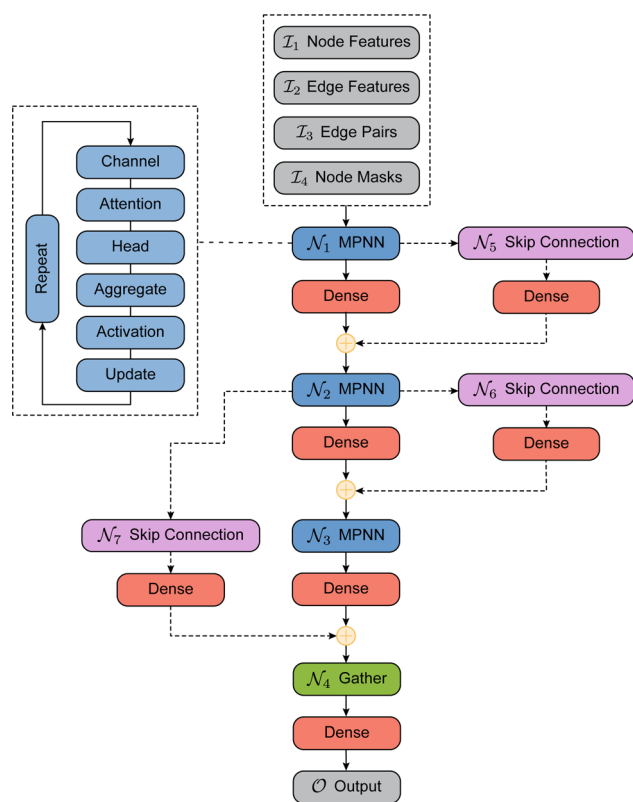 𝓘₁ Node Features
𝓘₂ Edge Features
𝓘₃ Edge Pairs
𝓘₄ Node Masks
Channel
Attention
Head
Aggregate
Activation
Update
Repeat
𝓝₁ MPNN
𝓝₅ Skip Connection
Dense
Dense
𝓝₂ MPNN
𝓝₆ Skip Connection
Dense
Dense
𝓝₇ Skip Connection
𝓝₃ MPNN
Dense
Dense
𝓝₄ Gather
Dense
𝓞 Output